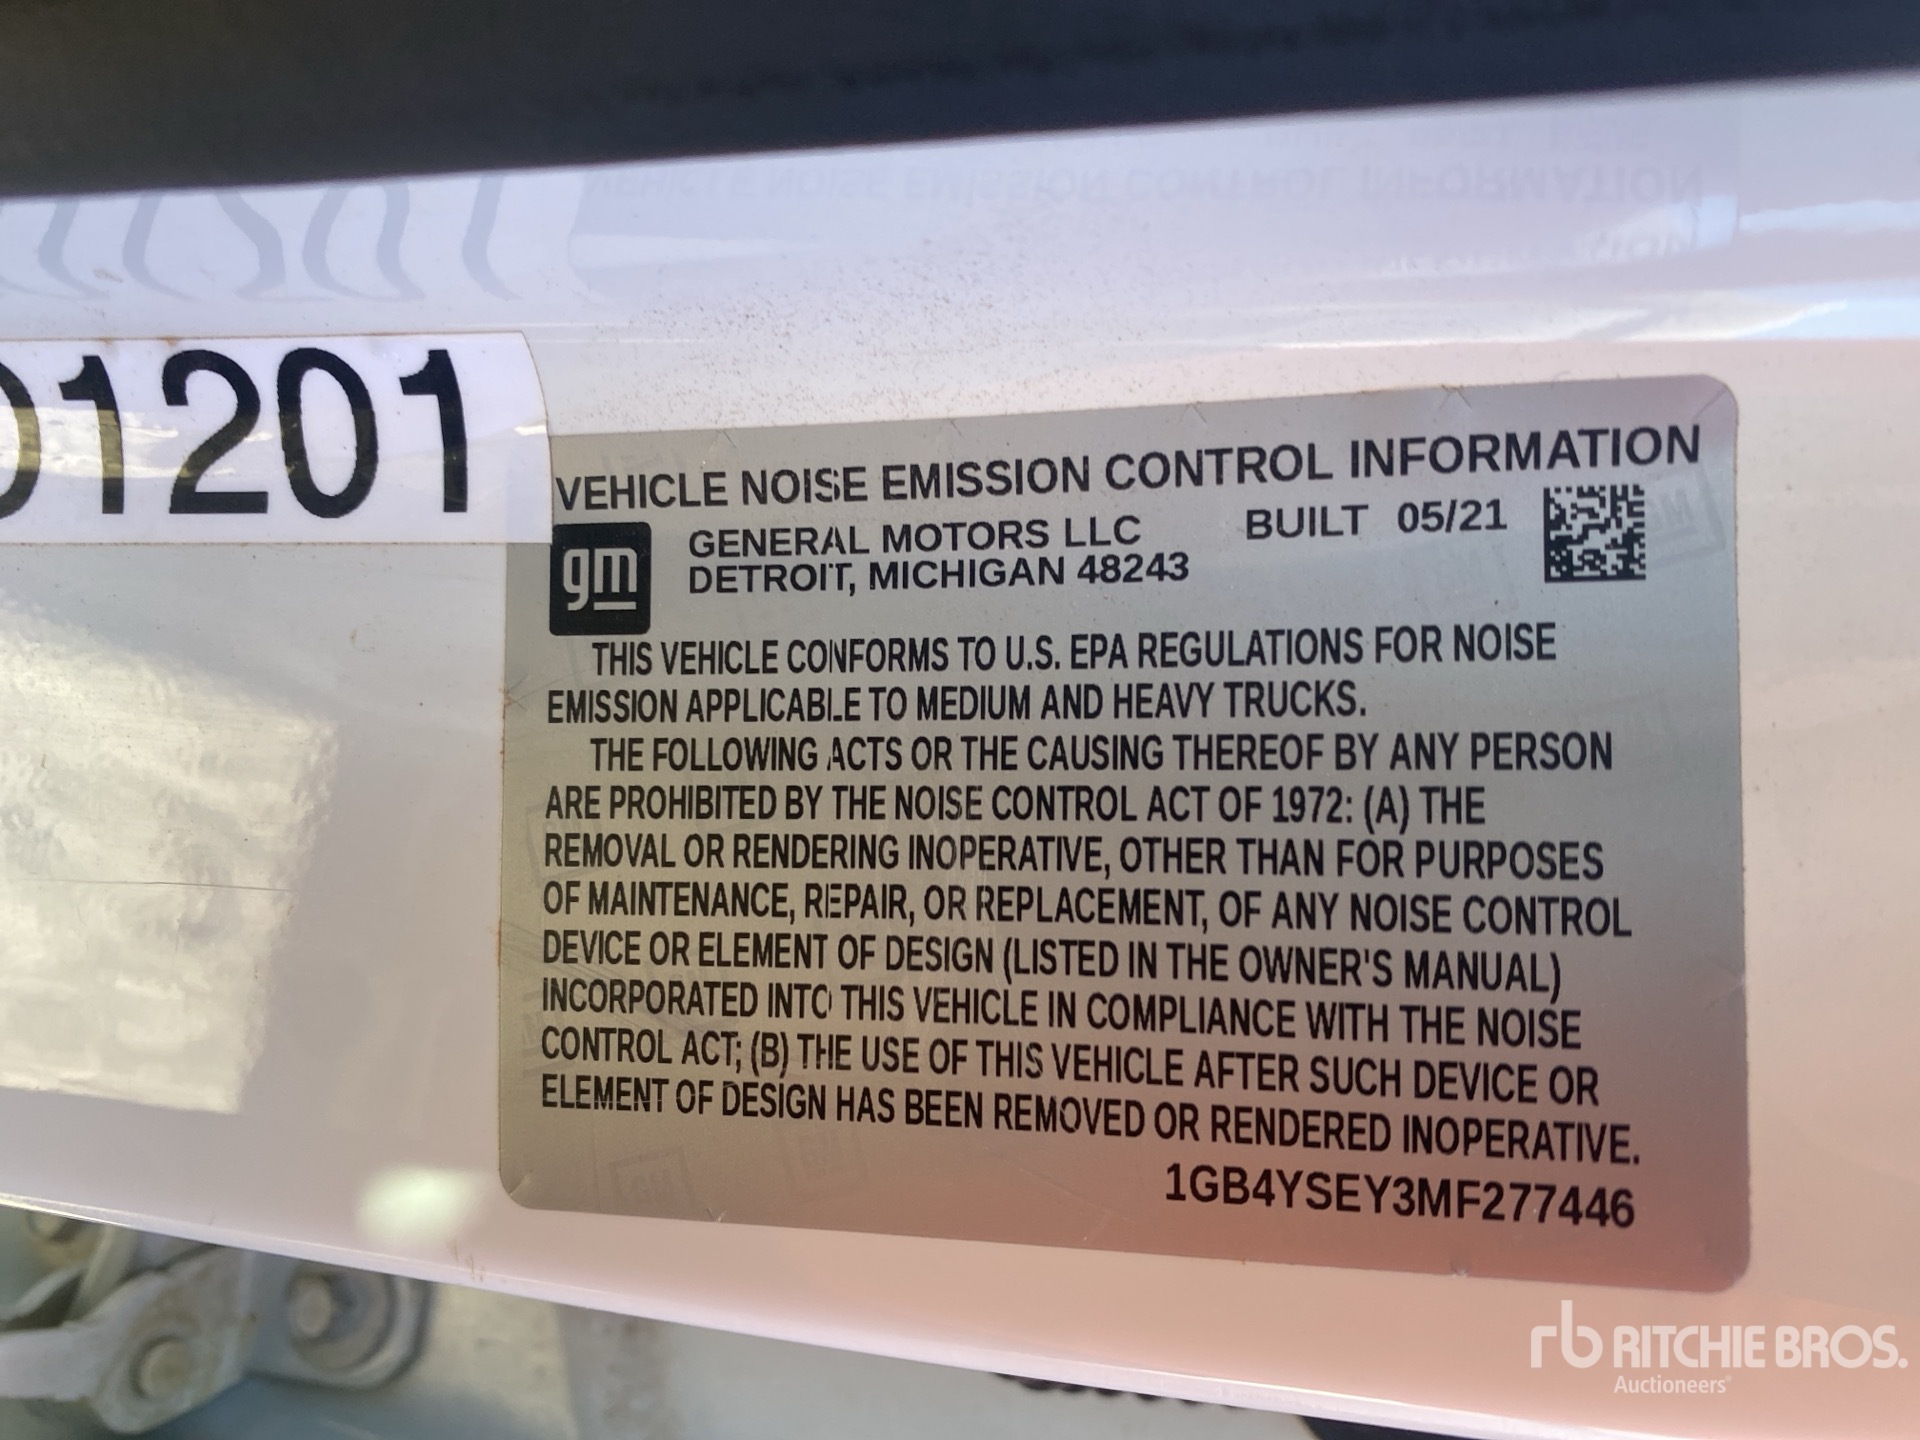 01201
VEHICLE NOISE EMISSION CONTROL INFORMATION
gm
GENERAL MOTORS LLC BUILT 05/21
DETROIT, MICHIGAN 48243
THIS VEHICLE CONFORMS TO U.S. EPA REGULATIONS FOR NOISE
EMISSION APPLICABLE TO MEDIUM AND HEAVY TRUCKS.
THE FOLLOWING ACTS OR THE CAUSING THEREOF BY ANY PERSON
ARE PROHIBITED BY THE NOISE CONTROL ACT OF 1972: (A) THE
REMOVAL OR RENDERING INOPERATIVE, OTHER THAN FOR PURPOSES
OF MAINTENANCE, REPAIR, OR REPLACEMENT, OF ANY NOISE CONTROL
DEVICE OR ELEMENT OF DESIGN (LISTED IN THE OWNER'S MANUAL)
INCORPORATED INTO THIS VEHICLE IN COMPLIANCE WITH THE NOISE
CONTROL ACT; (B) THE USE OF THIS VEHICLE AFTER SUCH DEVICE OR
ELEMENT OF DESIGN HAS BEEN REMOVED OR RENDERED INOPERATIVE.
1GB4YSEY3MF277446
rb RITCHIE BROS.
Auctioneers